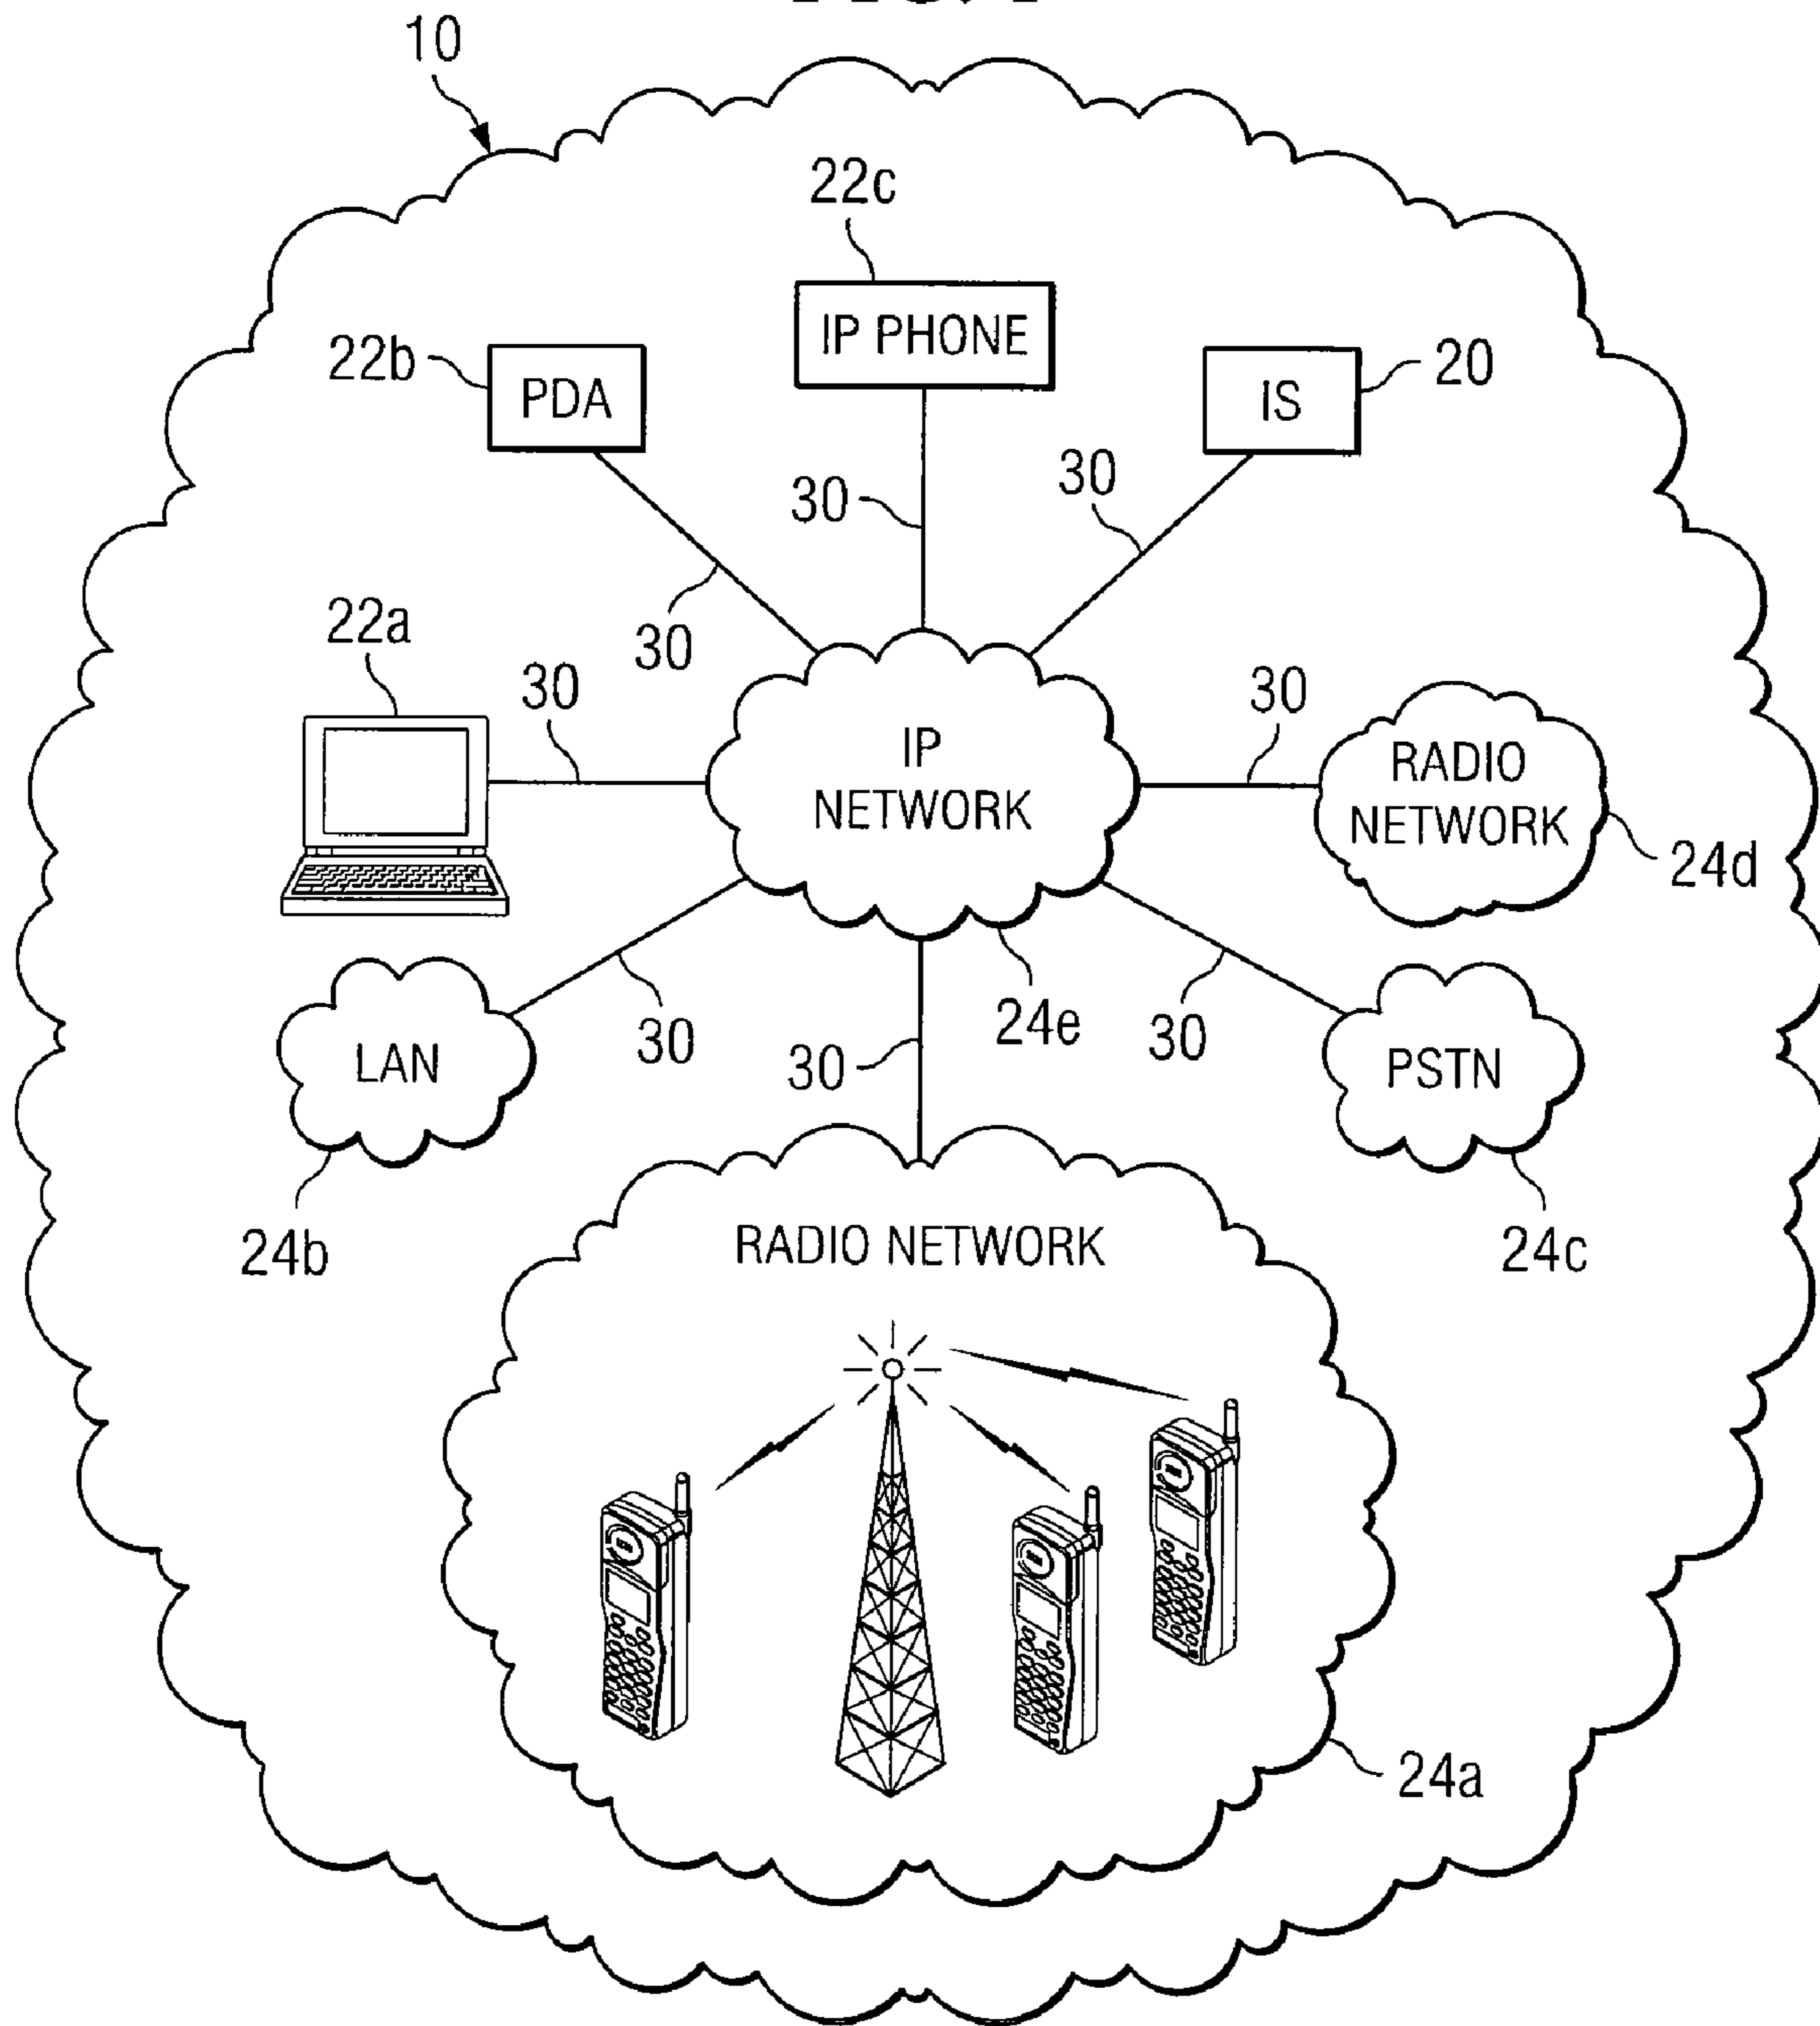 10
22c
IP PHONE
22b
PDA
20
IS
30
30
30
22a
30
30
IP
NETWORK
RADIO
NETWORK
24d
LAN
30
24e
30
30
PSTN
24b
24c
RADIO NETWORK
24a